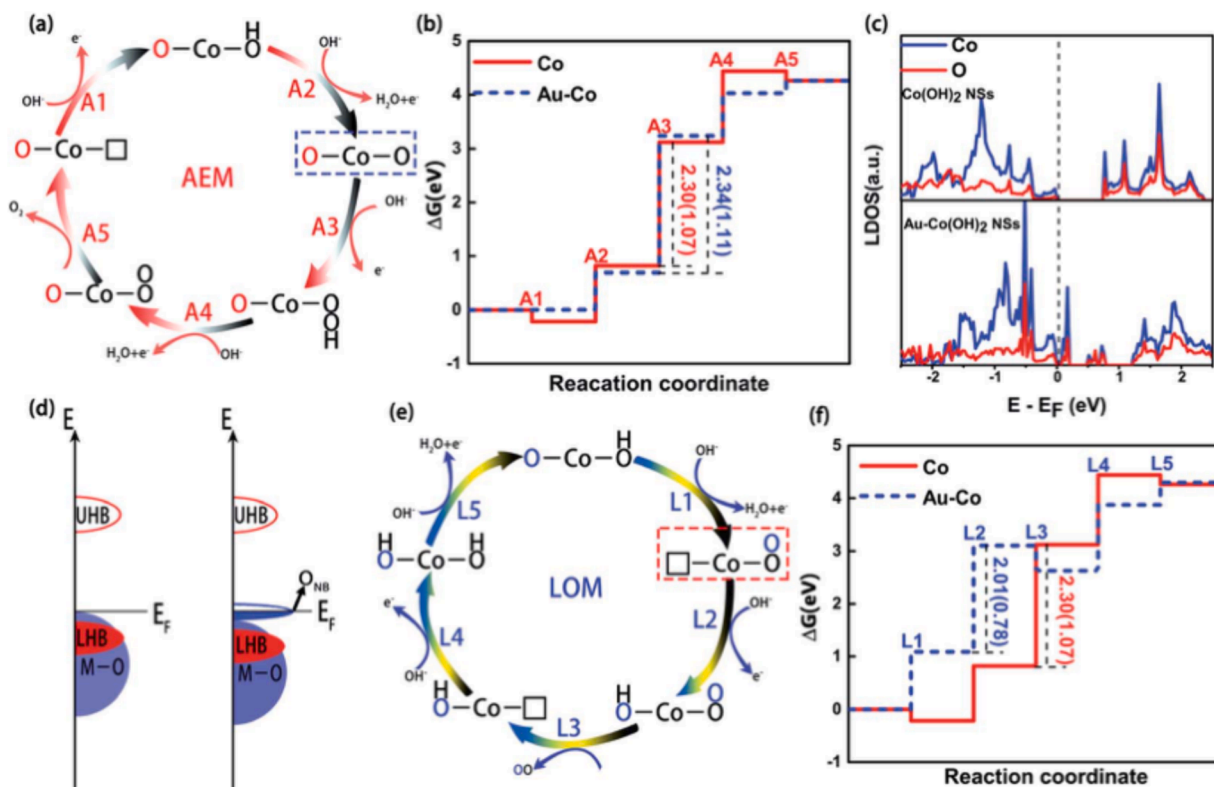 (a)
e⁻
O-Co-O
H
OH⁻
OH⁻
A1
A2
H₂O+e⁻
O-Co-□
AEM
O-Co-O
O₂
A5
A3
OH⁻
e⁻
O-Co-O
O
A4
O-Co-O
O
H
H₂O+e⁻
OH⁻
(b)
5
4
3
2
1
0
-1
ΔG(eV)
Co
Au-Co
A1
A2
A3
A4
A5
2.30(1.07)
2.34(1.11)
Reacation coordinate
(c)
Co
O
Co(OH)₂ NSs
Au-Co(OH)₂ NSs
LDOS(a.u.)
-2
-1
0
1
2
E - E_F (eV)
(d)
E
E
UHB
UHB
O_NB
E_F
E_F
LHB
LHB
M-O
M-O
(e)
H₂O+e⁻
O-Co-O
H
OH⁻
OH⁻
L5
L1
H₂O+e⁻
H
H
O-Co-O
LOM
O
□-Co-O
e⁻
L4
L2
OH⁻
OH⁻
e⁻
H
O-Co-□
H
O
O-Co-O
L3
OO
(f)
5
4
3
2
1
0
-1
ΔG(eV)
Co
Au-Co
L1
L2
L3
L4
L5
2.01(0.78)
2.30(1.07)
Reaction coordinate